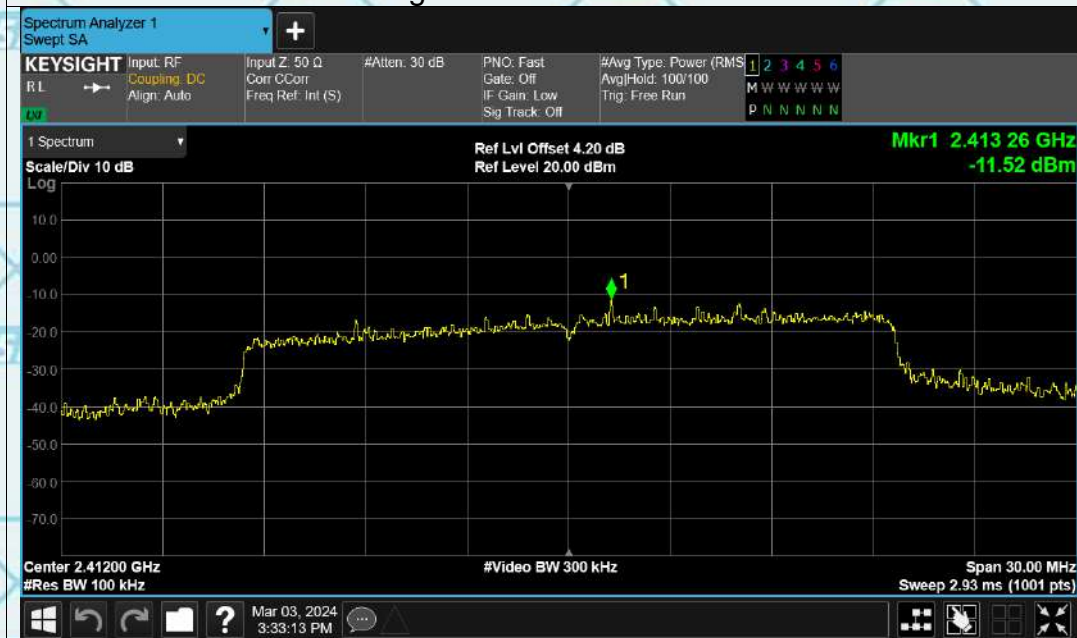 Spectrum Analyzer 1
Swept SA
+
KEYSIGHT
RL
LXI
Input: RF
Coupling: DC
Align: Auto
Input Z: 50 Ω
Corr CCorr
Freq Ref: Int (S)
#Atten: 30 dB
PNO: Fast
Gate: Off
IF Gain: Low
Sig Track: Off
#Avg Type: Power (RMS
Avg|Hold: 100/100
Trig: Free Run
1 2 3 4 5 6
M W W W W W
P N N N N N
1 Spectrum
Scale/Div 10 dB
Log
Ref Lvl Offset 4.20 dB
Ref Level 20.00 dBm
Mkr1 2.413 26 GHz
-11.52 dBm
10.0
0.00
-10.0
-20.0
-30.0
-40.0
-50.0
-60.0
-70.0
1
Center 2.41200 GHz
#Res BW 100 kHz
#Video BW 300 kHz
Span 30.00 MHz
Sweep 2.93 ms (1001 pts)
?
Mar 03, 2024
3:33:13 PM